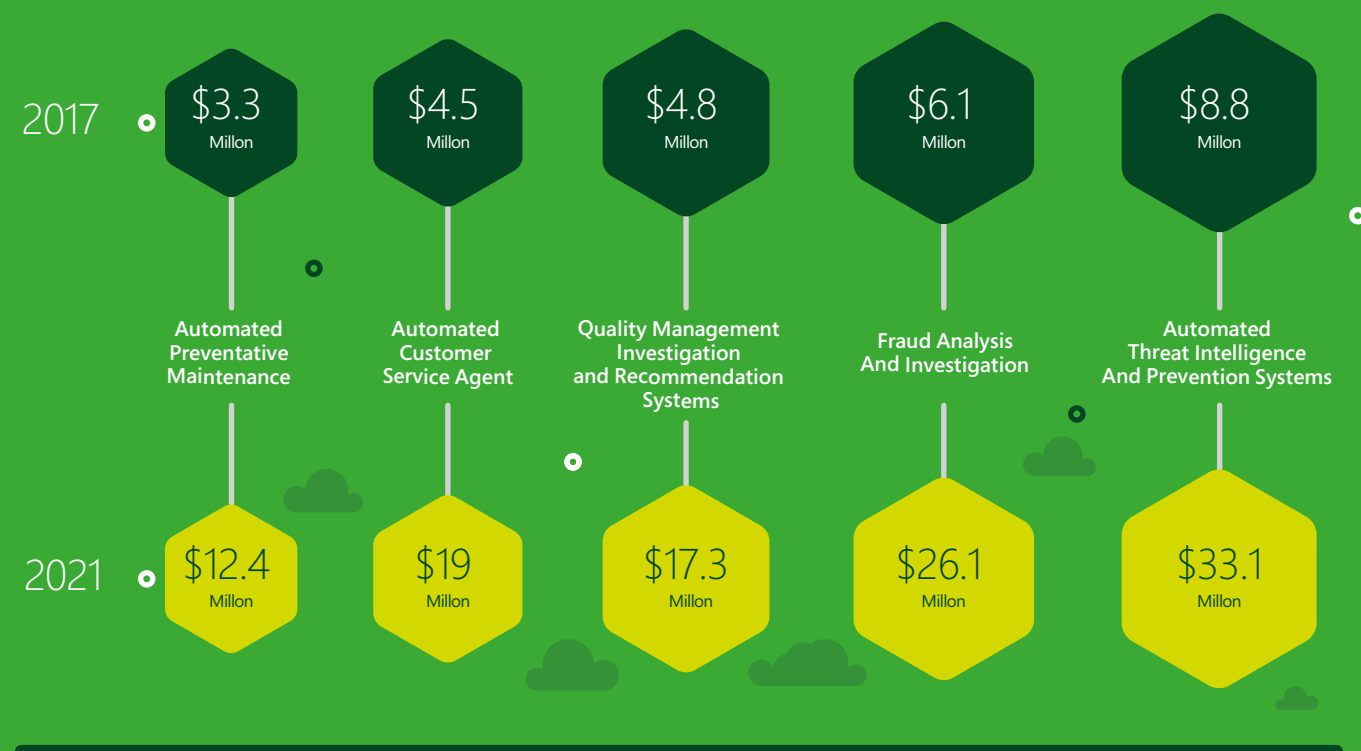 2017
$3.3
Millon
$4.5
Millon
$4.8
Millon
$6.1
Millon
$8.8
Millon
Automated
Preventative
Maintenance
Automated
Customer
Service Agent
Quality Management
Investigation
and Recommendation
Systems
Fraud Analysis
And Investigation
Automated
Threat Intelligence
And Prevention Systems
2021
$12.4
Millon
$19
Millon
$17.3
Millon
$26.1
Millon
$33.1
Millon